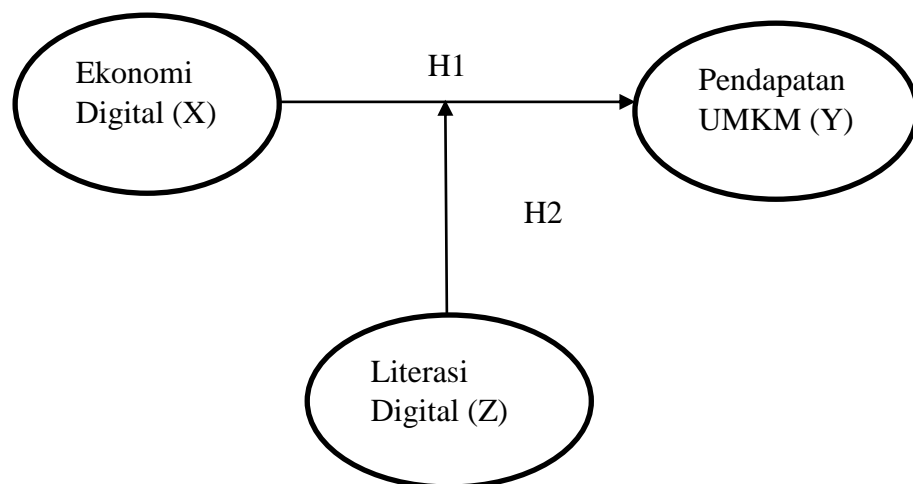 Ekonomi
Digital (X)
H1
Pendapatan
UMKM (Y)
H2
Literasi
Digital (Z)